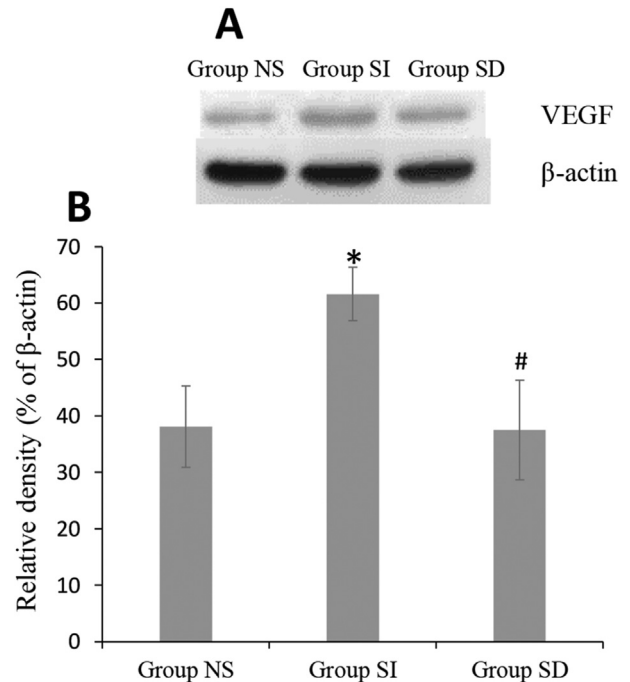 A
Group NS Group SI Group SD
VEGF
β-actin
B
Relative density (% of β-actin)
70
60
50
40
30
20
10
0
*
#
Group NS Group SI Group SD